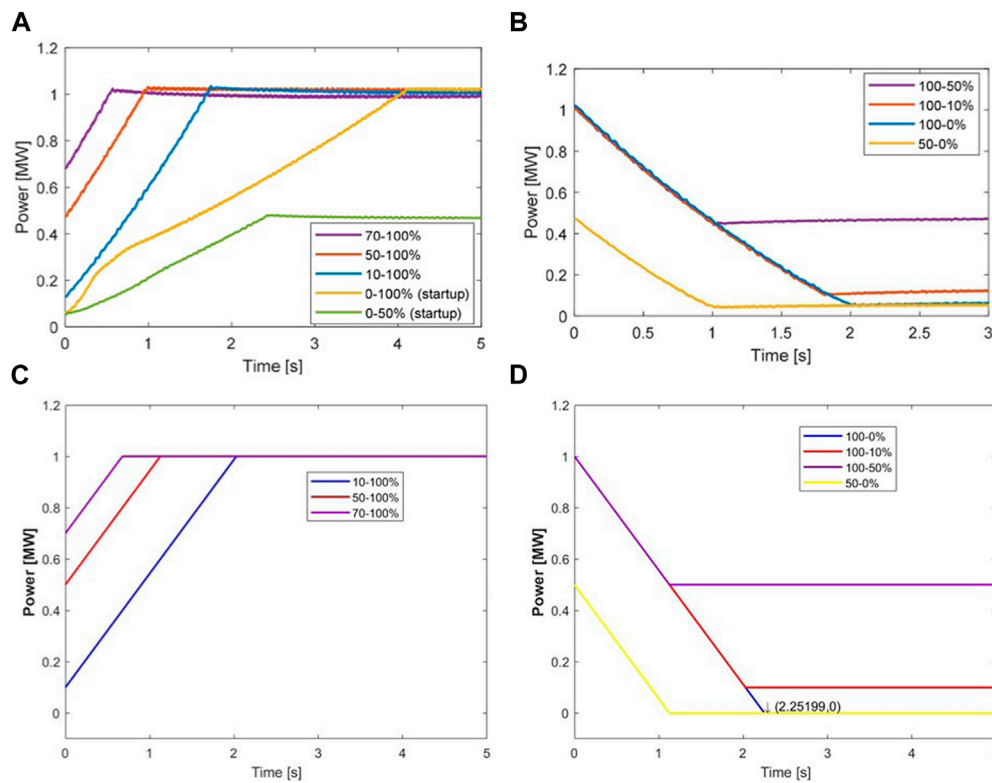 A
1.2
1
0.8
0.6
0.4
0.2
0
Power [MW]
70-100%
50-100%
10-100%
0-100% (startup)
0-50% (startup)
0 1 2 3 4 5
Time [s]
B
1.2
1
0.8
0.6
0.4
0.2
0
Power [MW]
100-50%
100-10%
100-0%
50-0%
0 0.5 1 1.5 2 2.5 3
Time [s]
C
1.2
1
0.8
0.6
0.4
0.2
0
Power [MW]
10-100%
50-100%
70-100%
0 1 2 3 4 5
Time [s]
D
1.2
1
0.8
0.6
0.4
0.2
0
Power [MW]
100-0%
100-10%
100-50%
50-0%
↓ (2.25199,0)
0 1 2 3 4
Time [s]